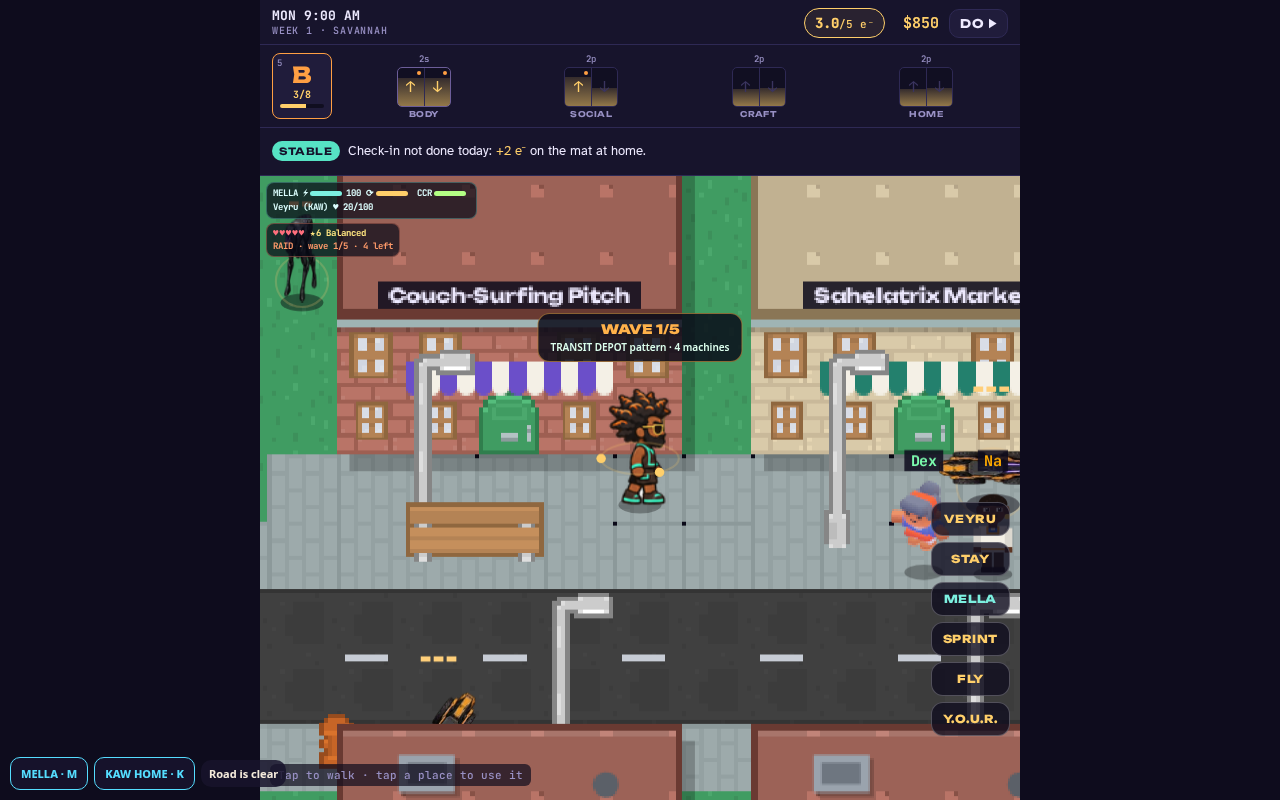 MON 9:00 AM
WEEK 1 · SAVANNAH
3.0/5 e⁻
$850
DO
5
B
3/8
2s
BODY
2p
SOCIAL
2p
CRAFT
2p
HOME
STABLE
Check-in not done today: +2 e⁻ on the mat at home.
MELLA 100 CCR
Veyru (KAW) ♥ 20/100
♥♥♥♥♥ ★6 Balanced
RAID · wave 1/5 · 4 left
Couch-Surfing Pitch
Sahelatrix Marke
WAVE 1/5
TRANSIT DEPOT pattern · 4 machines
Dex
Na
VEYRU
STAY
MELLA
SPRINT
FLY
Y.O.U.R.
MELLA · M
KAW HOME · K
Road is clear
ap to walk · tap a place to use it